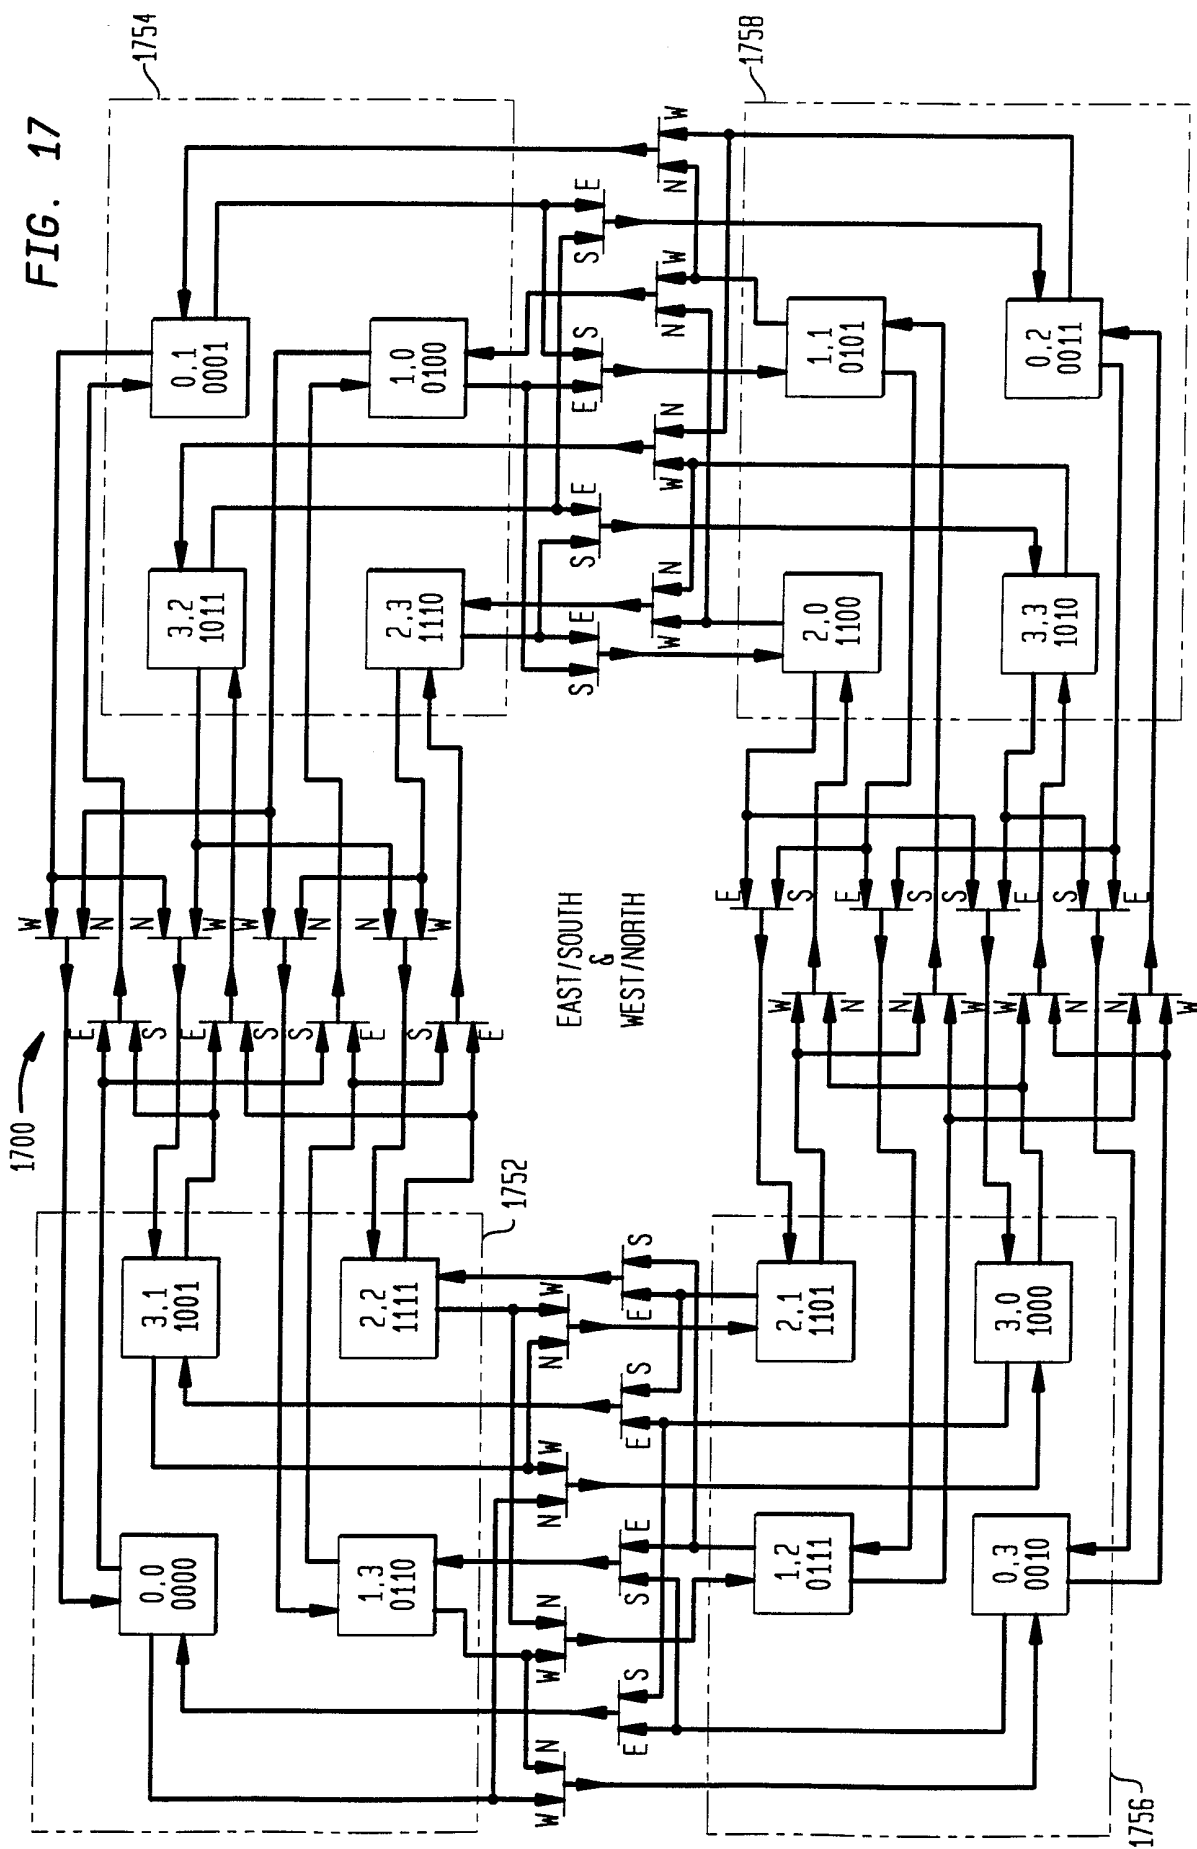 FIG. 17
1700
1754
W
N
E
S
0,0
0000
3,1
1001
N
W
E
S
3,2
1011
0,1
0001
W
N
S
E
1,3
0110
2,2
1111
N
W
S
E
2,3
1110
1,0
0100
1752
W N
W N
N W
N W
E S
S E
E S
E S
EAST/SOUTH
&
WEST/NORTH
S E
S E
E S
S E
W N
W N
N W
N W
1758
E
S
W
N
1,2
0111
2,1
1101
2,0
1100
1,1
0101
E
S
N
W
S
E
W
N
0,3
0010
3,0
1000
3,3
1010
0,2
0011
S
E
N
W
1756